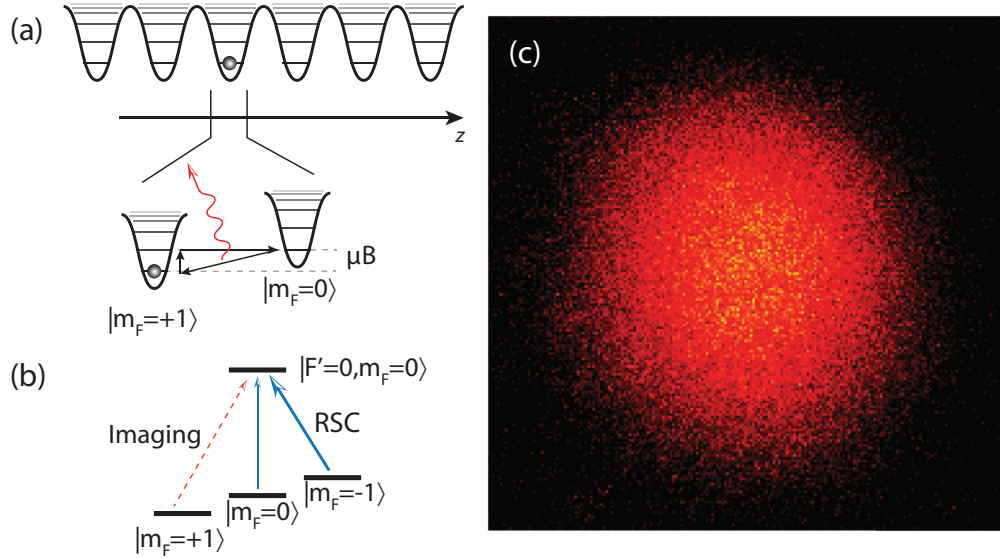 (a)
z
μB
|m_F=0⟩
|m_F=+1⟩
(b)
|F'=0,m_F=0⟩
Imaging
RSC
|m_F=-1⟩
|m_F=0⟩
|m_F=+1⟩
(c)